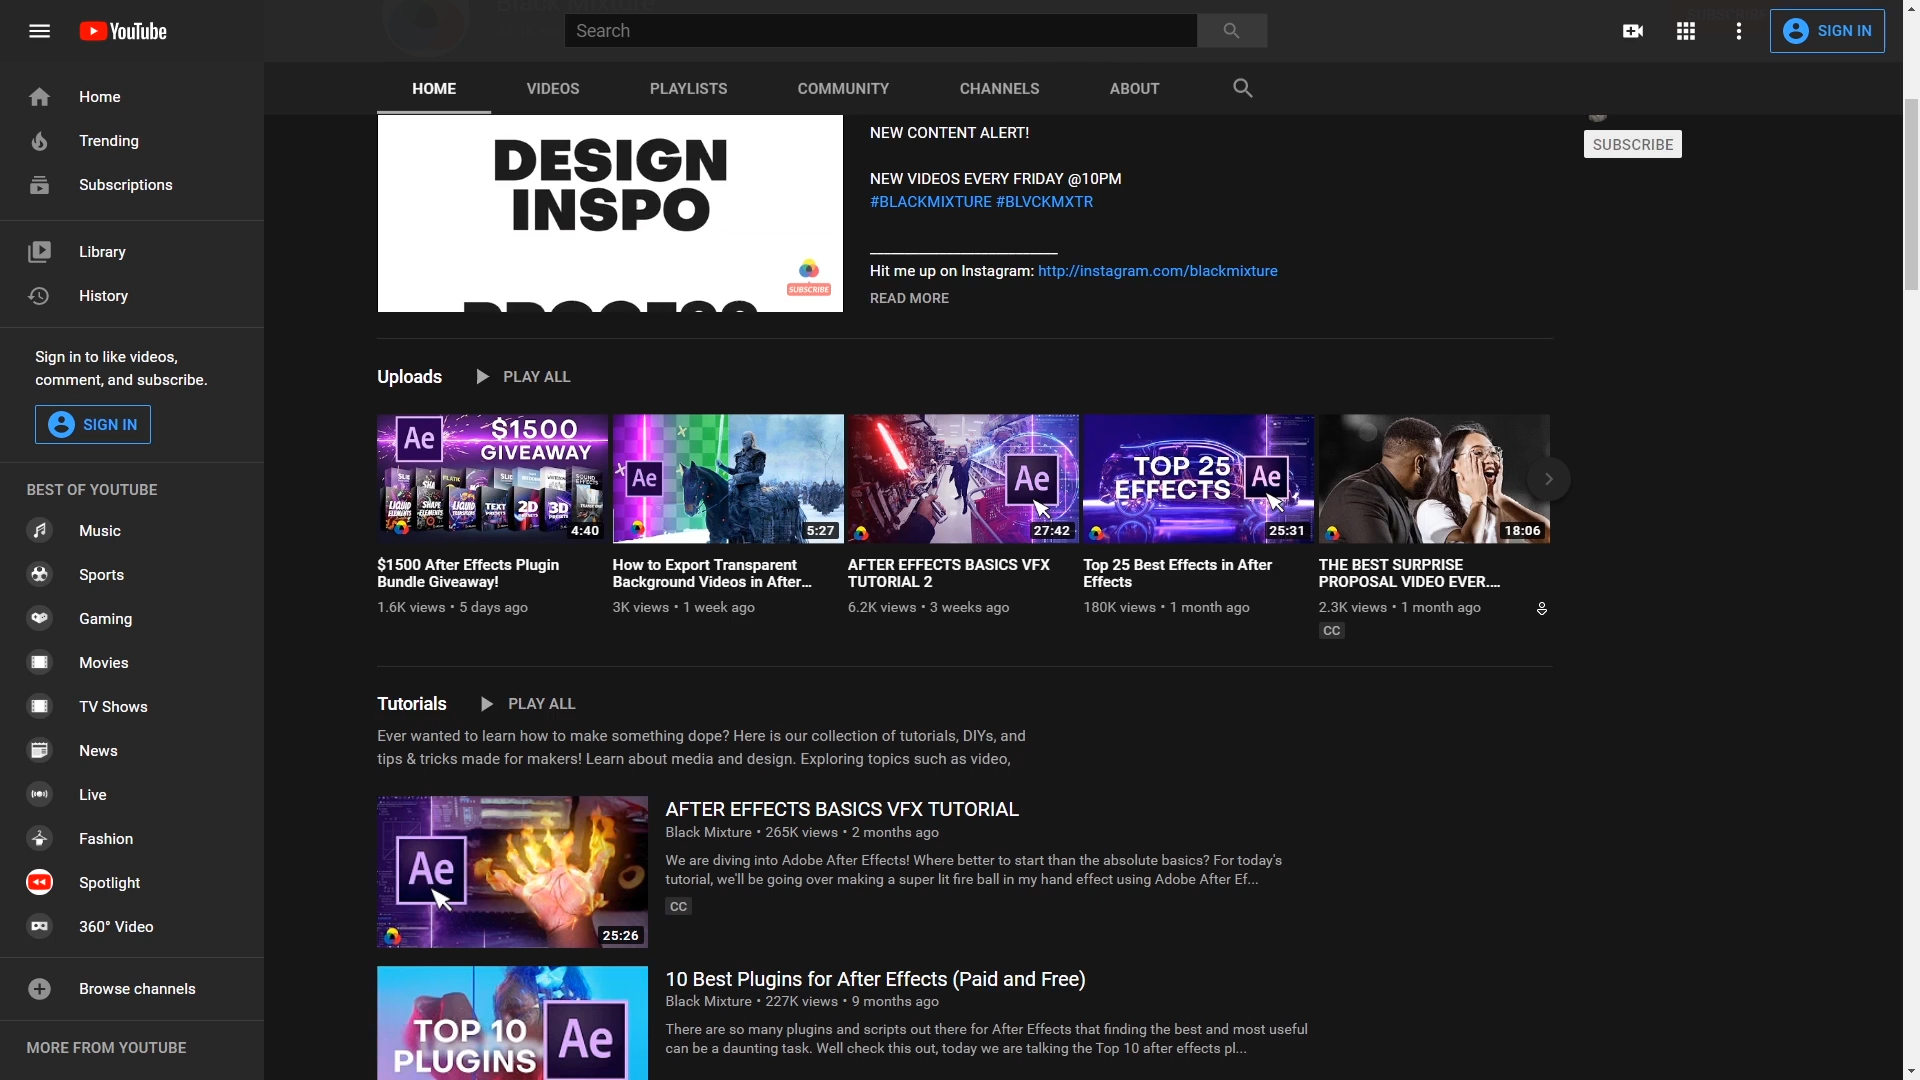 YouTube
Search
SIGN IN
HOME
VIDEOS
PLAYLISTS
COMMUNITY
CHANNELS
ABOUT
Home
Trending
Subscriptions
Library
History
Sign in to like videos,
comment, and subscribe.
SIGN IN
BEST OF YOUTUBE
Music
Sports
Gaming
Movies
TV Shows
News
Live
Fashion
Spotlight
360° Video
Browse channels
MORE FROM YOUTUBE
DESIGN
INSPO
SUBSCRIBE
NEW CONTENT ALERT!
NEW VIDEOS EVERY FRIDAY @10PM
#BLACKMIXTURE #BLVCKMXTR
Hit me up on Instagram: http://instagram.com/blackmixture
READ MORE
SUBSCRIBE
Uploads
PLAY ALL
Ae
$1500
GIVEAWAY
LIQUID
SHAPE
LIQUID
TEXT
2D
3D
4:40
$1500 After Effects Plugin
Bundle Giveaway!
1.6K views • 5 days ago
Ae
5:27
How to Export Transparent
Background Videos in After...
3K views • 1 week ago
Ae
27:42
AFTER EFFECTS BASICS VFX
TUTORIAL 2
6.2K views • 3 weeks ago
TOP 25
EFFECTS
Ae
25:31
Top 25 Best Effects in After
Effects
180K views • 1 month ago
18:06
THE BEST SURPRISE
PROPOSAL VIDEO EVER....
2.3K views • 1 month ago
CC
Tutorials
PLAY ALL
Ever wanted to learn how to make something dope? Here is our collection of tutorials, DIYs, and
tips & tricks made for makers! Learn about media and design. Exploring topics such as video,
Ae
25:26
AFTER EFFECTS BASICS VFX TUTORIAL
Black Mixture • 265K views • 2 months ago
We are diving into Adobe After Effects! Where better to start than the absolute basics? For today's
tutorial, we'll be going over making a super lit fire ball in my hand effect using Adobe After Ef...
CC
TOP 10
PLUGINS
Ae
10 Best Plugins for After Effects (Paid and Free)
Black Mixture • 227K views • 9 months ago
There are so many plugins and scripts out there for After Effects that finding the best and most useful
can be a daunting task. Well check this out, today we are talking the Top 10 after effects pl...